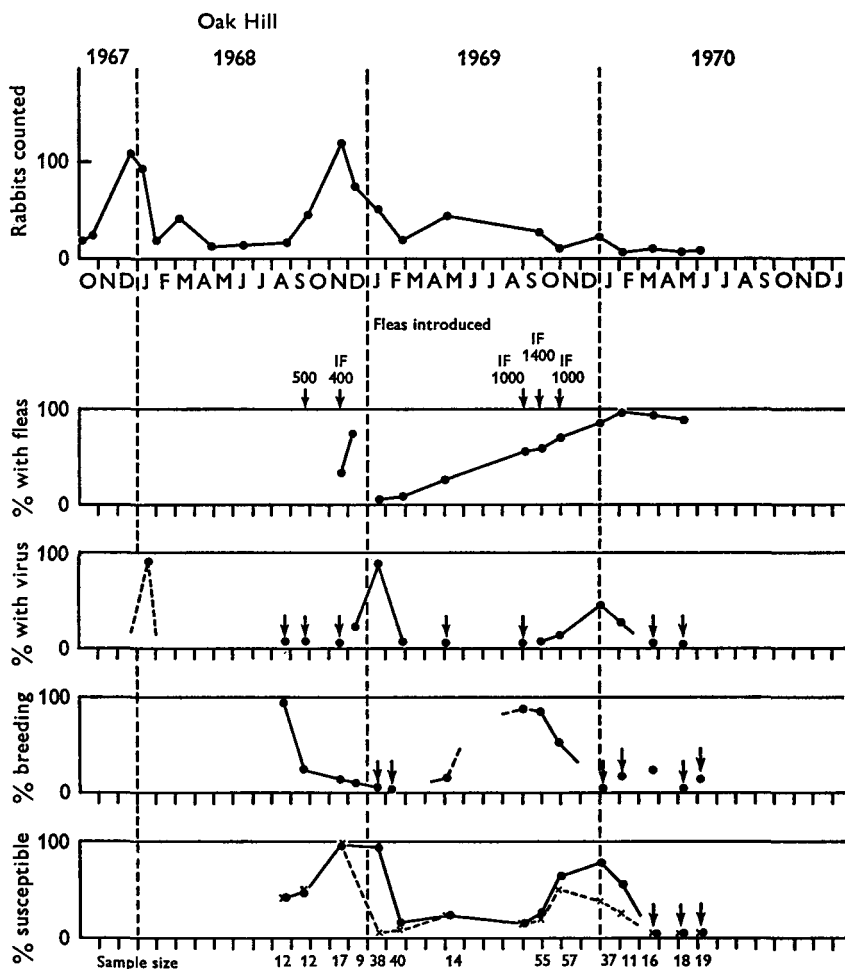 Oak Hill
1967 1968 1969 1970
Rabbits counted
100
0
O N D J F M A M J J A S O N D J F M A M J J A S O N D J F M A M J J A S O N D J
Fleas introduced
500
IF
400
IF
1000
IF
1400
IF
1000
% with fleas
100
0
% with virus
100
0
% breeding
100
0
% susceptible
100
0
Sample size 12 12 17 9 38 40 14 55 57 37 11 16 18 19